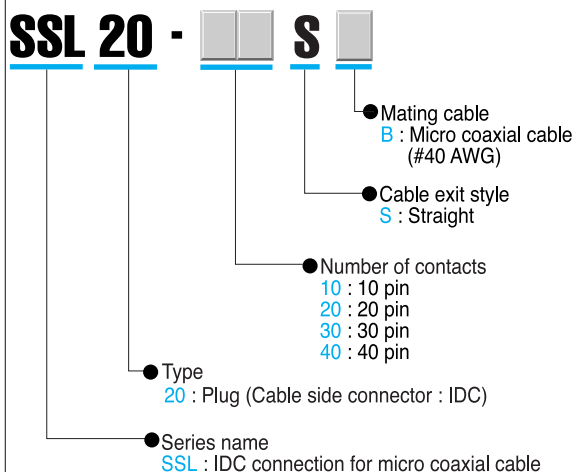 SSL 20 - S
Mating cable
B : Micro coaxial cable
(#40 AWG)
Cable exit style
S : Straight
Number of contacts
10 : 10 pin
20 : 20 pin
30 : 30 pin
40 : 40 pin
Type
20 : Plug (Cable side connector : IDC)
Series name
SSL : IDC connection for micro coaxial cable